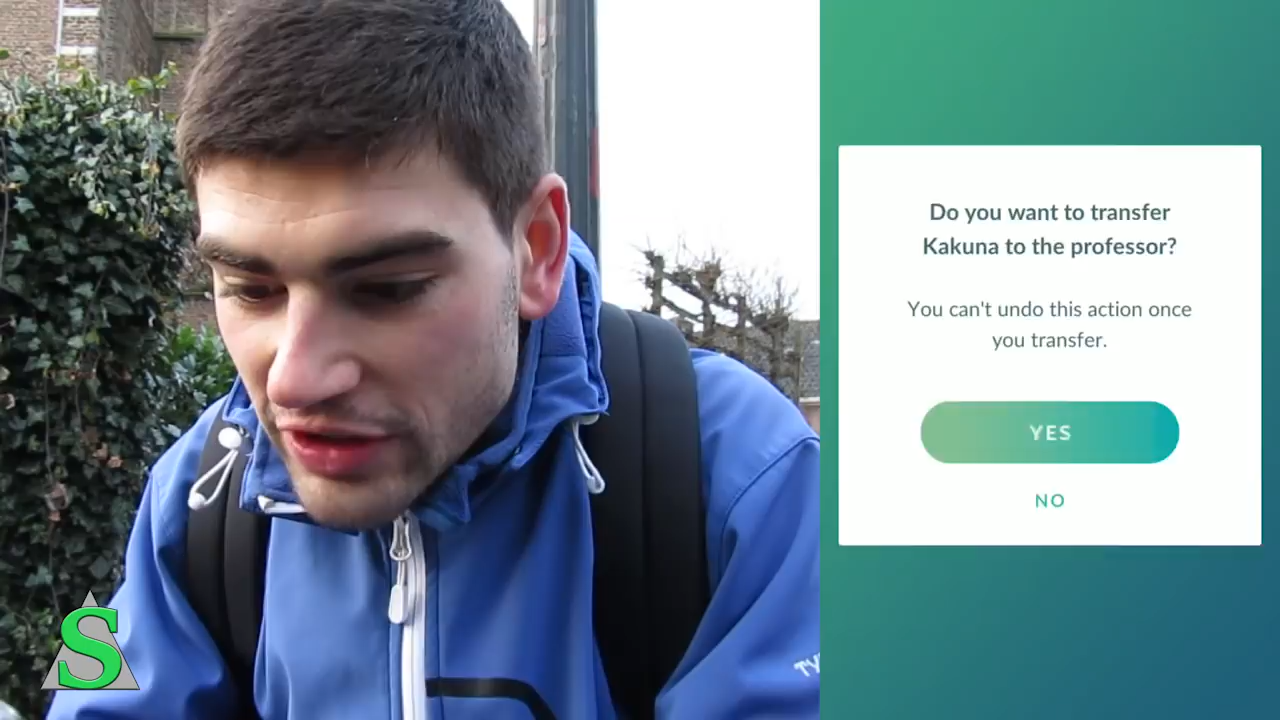 Do you want to transfer
Kakuna to the professor?
You can't undo this action once
you transfer.
YES
NO
S